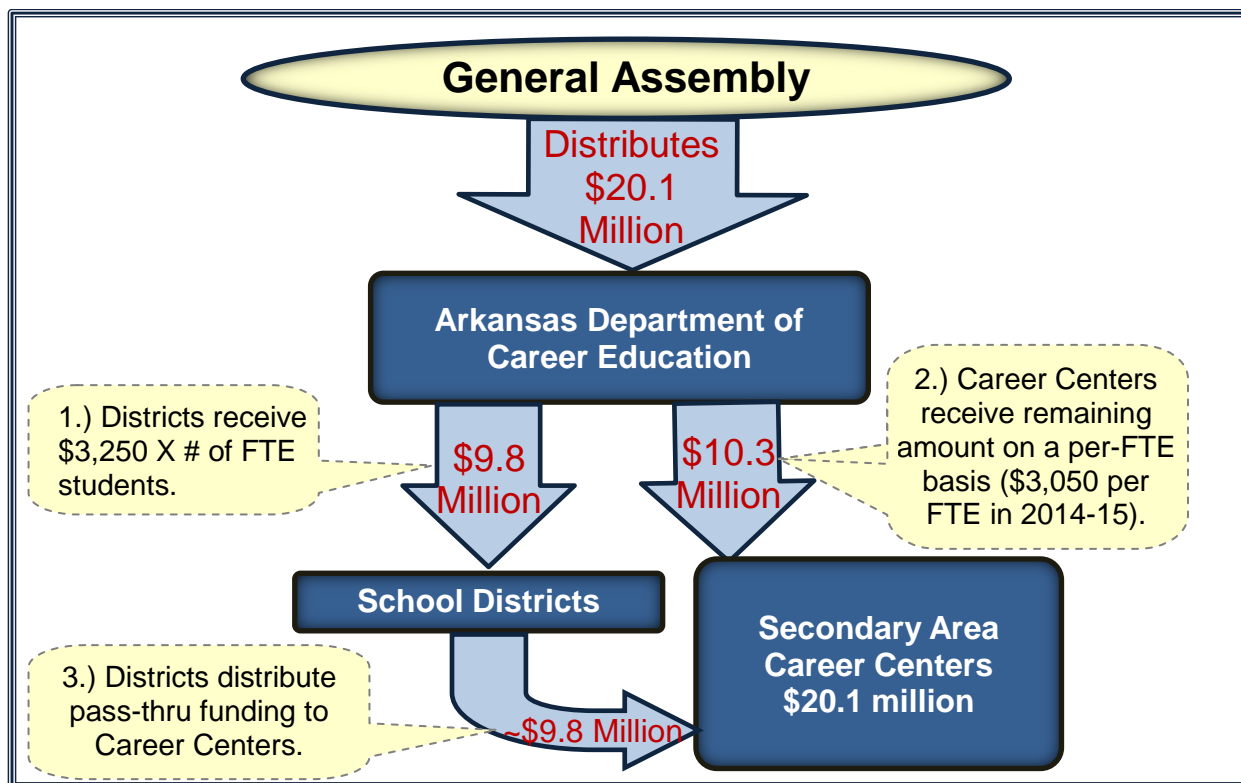 General Assembly
Distributes
$20.1
Million
Arkansas Department of
Career Education
1.) Districts receive
$3,250 X # of FTE
students.
$9.8
Million
$10.3
Million
2.) Career Centers
receive remaining
amount on a per-FTE
basis ($3,050 per
FTE in 2014-15).
School Districts
Secondary Area
Career Centers
$20.1 million
3.) Districts distribute
pass-thru funding to
Career Centers.
~$9.8 Million